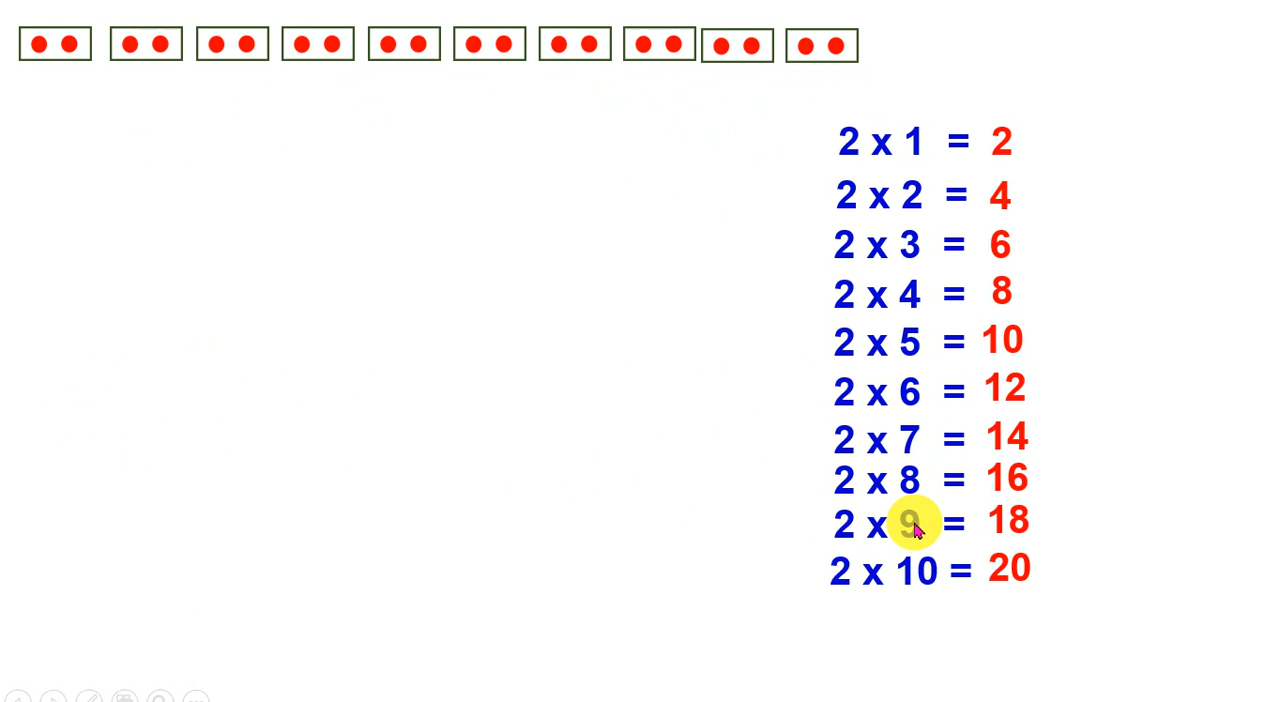 2 x 1 = 2
2 x 2 = 4
2 x 3 = 6
2 x 4 = 8
2 x 5 = 10
2 x 6 = 12
2 x 7 = 14
2 x 8 = 16
2 x 9 = 18
2 x 10 = 20